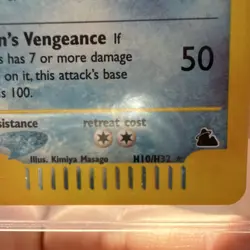 n's Vengeance If
s has 7 or more damage 50
on it, this attack's base
's 100.
sistance retreat cost
Illus. Kimiya Masago H10/H32